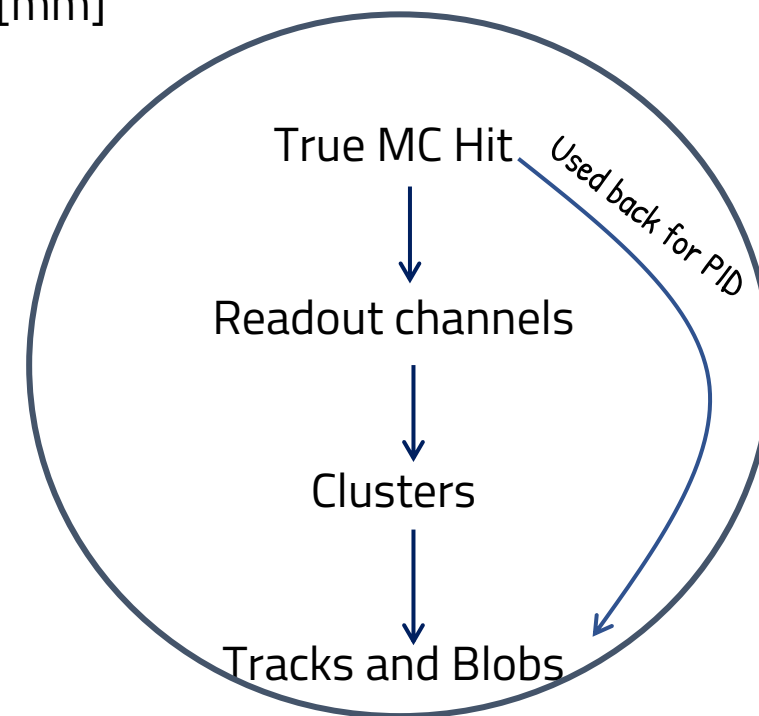 [mm]
True MC Hit
Used back for PID
Readout channels
Clusters
Tracks and Blobs